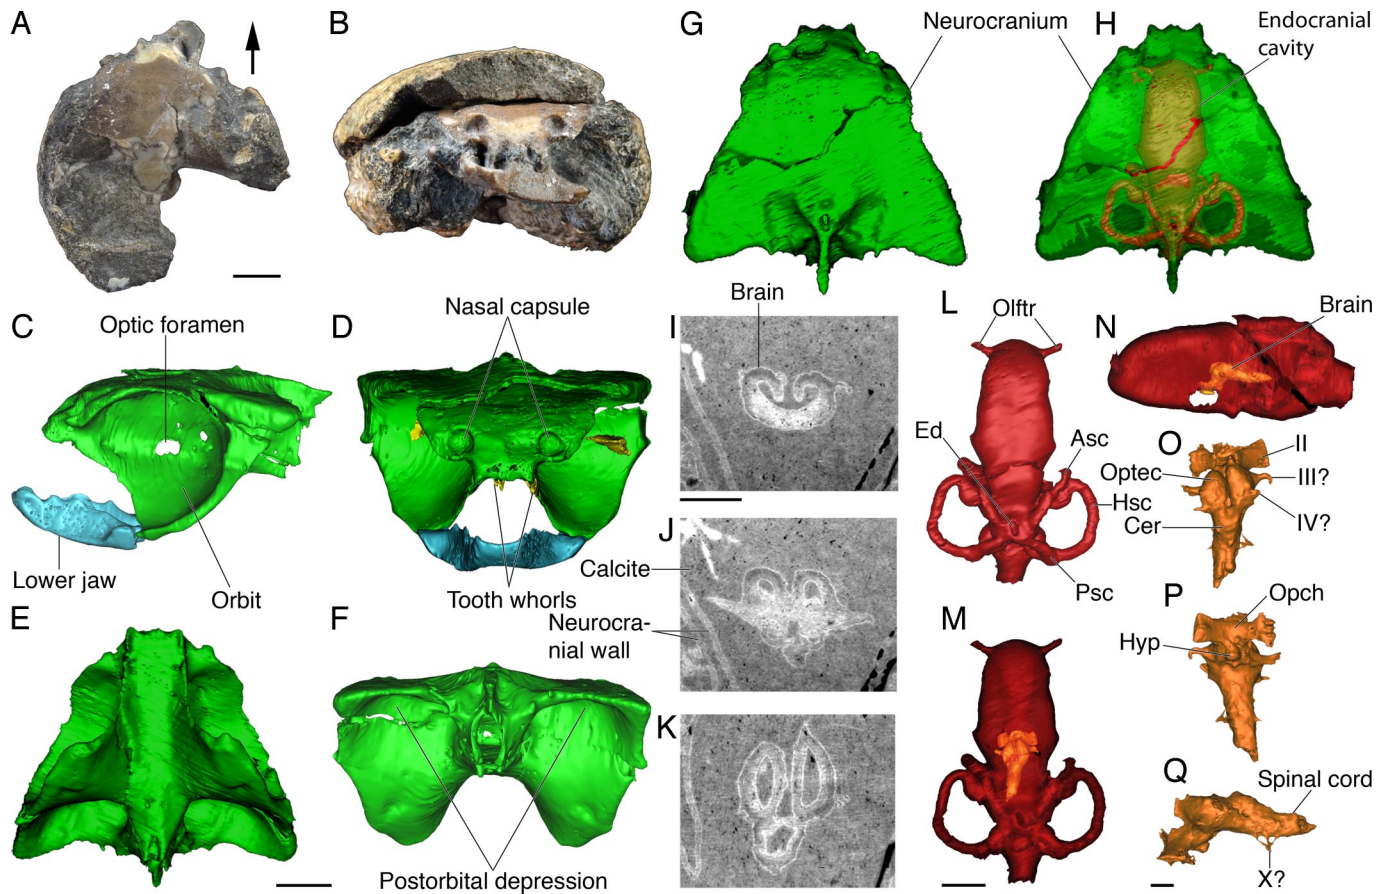 A
B
G
Neurocranium
H
Endocranial
cavity
C
Optic foramen
Lower jaw
Orbit
D
Nasal capsule
Tooth whorls
E
F
Postorbital depression
I
Brain
J
Calcite
Neurocra-
nial wall
K
L
Olftr
Ed
Asc
Hsc
Psc
M
N
Brain
O
II
Optec
III?
Cer
IV?
P
Opch
Hyp
Q
Spinal cord
X?